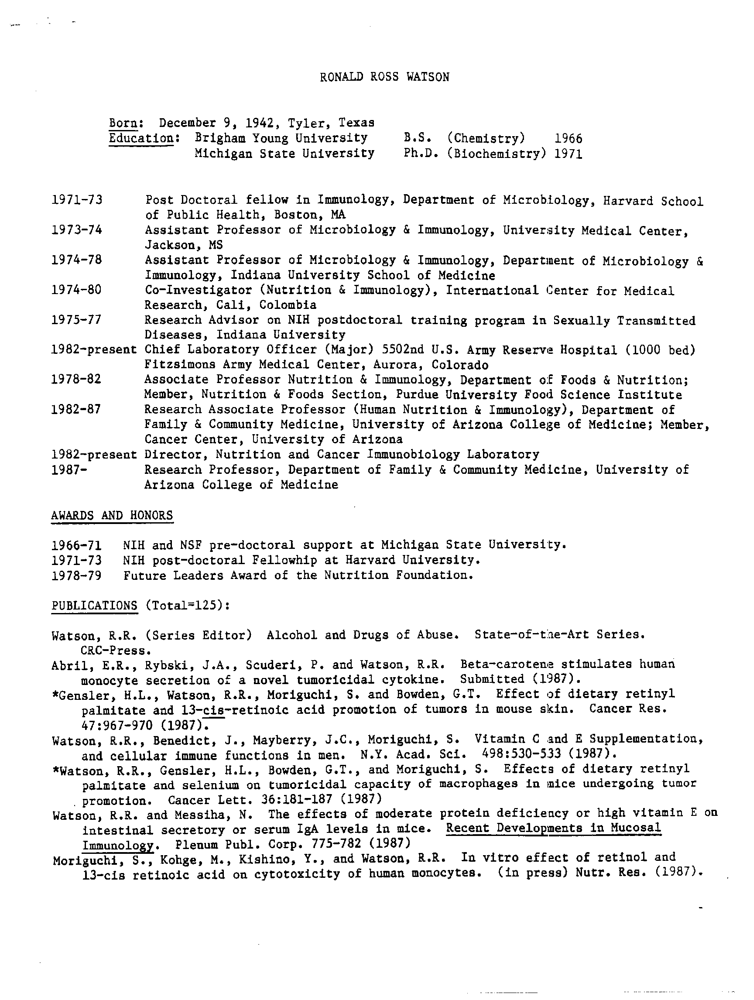 RONALD ROSS WATSON
Born: December 9, 1942, Tyler, Texas
Education: Brigham Young University B.S. (Chemistry) 1966
Michigan State University Ph.D. (Biochemistry) 1971
1971-73 Post Doctoral fellow in Immunology, Department of Microbiology, Harvard School
of Public Health, Boston, MA
1973-74 Assistant Professor of Microbiology & Immunology, University Medical Center,
Jackson, MS
1974-78 Assistant Professor of Microbiology & Immunology, Department of Microbiology &
Immunology, Indiana University School of Medicine
1974-80 Co-Investigator (Nutrition & Immunology), International Center for Medical
Research, Cali, Colombia
1975-77 Research Advisor on NIH postdoctoral training program in Sexually Transmitted
Diseases, Indiana University
1982-present Chief Laboratory Officer (Major) 5502nd U.S. Army Reserve Hospital (1000 bed)
Fitzsimons Army Medical Center, Aurora, Colorado
1978-82 Associate Professor Nutrition & Immunology, Department of Foods & Nutrition;
Member, Nutrition & Foods Section, Purdue University Food Science Institute
1982-87 Research Associate Professor (Human Nutrition & Immunology), Department of
Family & Community Medicine, University of Arizona College of Medicine; Member,
Cancer Center, University of Arizona
1982-present Director, Nutrition and Cancer Immunobiology Laboratory
1987- Research Professor, Department of Family & Community Medicine, University of
Arizona College of Medicine
AWARDS AND HONORS
1966-71 NIH and NSF pre-doctoral support at Michigan State University.
1971-73 NIH post-doctoral Fellowhip at Harvard University.
1978-79 Future Leaders Award of the Nutrition Foundation.
PUBLICATIONS (Total=125):
Watson, R.R. (Series Editor) Alcohol and Drugs of Abuse. State-of-the-Art Series.
CRC-Press.
Abril, E.R., Rybski, J.A., Scuderi, P. and Watson, R.R. Beta-carotene stimulates human
monocyte secretion of a novel tumoricidal cytokine. Submitted (1987).
*Gensler, H.L., Watson, R.R., Moriguchi, S. and Bowden, G.T. Effect of dietary retinyl
palmitate and 13-cis-retinoic acid promotion of tumors in mouse skin. Cancer Res.
47:967-970 (1987).
Watson, R.R., Benedict, J., Mayberry, J.C., Moriguchi, S. Vitamin C and E Supplementation,
and cellular immune functions in men. N.Y. Acad. Sci. 498:530-533 (1987).
*Watson, R.R., Gensler, H.L., Bowden, G.T., and Moriguchi, S. Effects of dietary retinyl
palmitate and selenium on tumoricidal capacity of macrophages in mice undergoing tumor
promotion. Cancer Lett. 36:181-187 (1987)
Watson, R.R. and Messiha, N. The effects of moderate protein deficiency or high vitamin E on
intestinal secretory or serum IgA levels in mice. Recent Developments in Mucosal
Immunology. Plenum Publ. Corp. 775-782 (1987)
Moriguchi, S., Kohge, M., Kishino, Y., and Watson, R.R. In vitro effect of retinol and
13-cis retinoic acid on cytotoxicity of human monocytes. (in press) Nutr. Res. (1987).